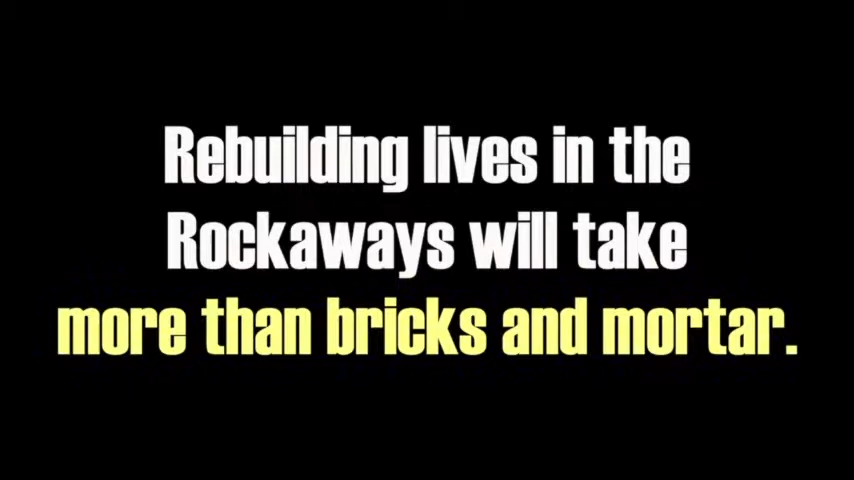 Rebuilding lives in the
Rockaways will take
more than bricks and mortar.